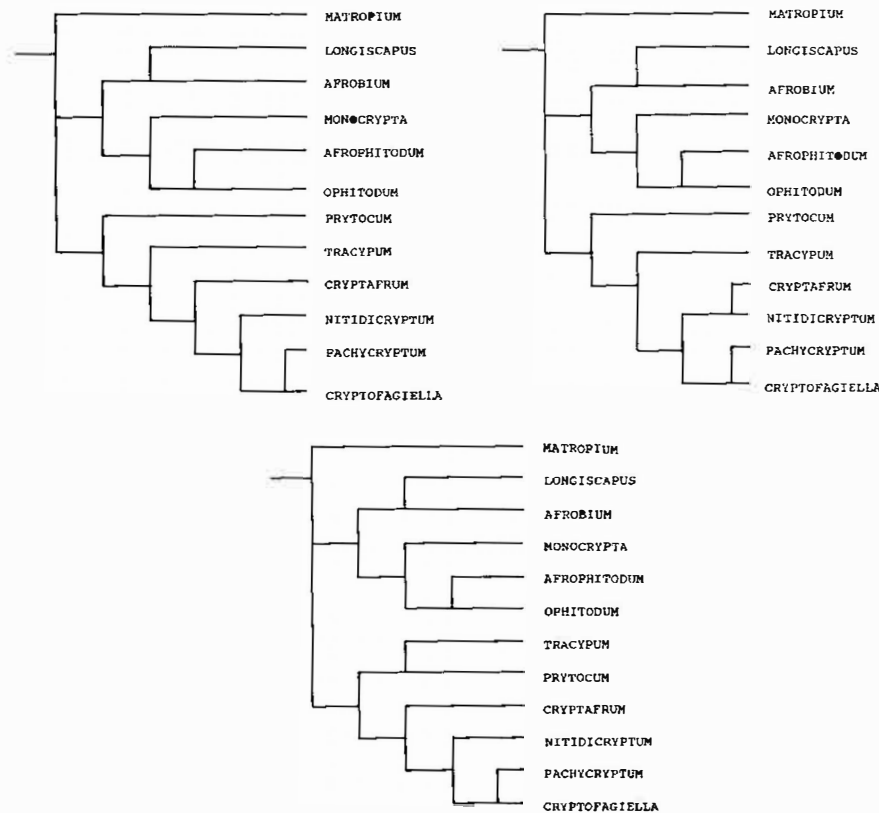 MATROPIUM
LONGISCAPUS
AFROBIUM
MONOCRYPTA
AFROPHITODUM
OPHITODUM
PRYTOCUM
TRACYPUM
CRYPTAFRUM
NITIDICRYPTUM
PACHYCRYPTUM
CRYPTOFAGIELLA
MATROPIUM
LONGISCAPUS
AFROBIUM
MONOCRYPTA
AFROPHITODUM
OPHITODUM
PRYTOCUM
TRACYPUM
CRYPTAFRUM
NITIDICRYPTUM
PACHYCRYPTUM
CRYPTOFAGIELLA
MATROPIUM
LONGISCAPUS
AFROBIUM
MONOCRYPTA
AFROPHITODUM
OPHITODUM
TRACYPUM
PRYTOCUM
CRYPTAFRUM
NITIDICRYPTUM
PACHYCRYPTUM
CRYPTOFAGIELLA